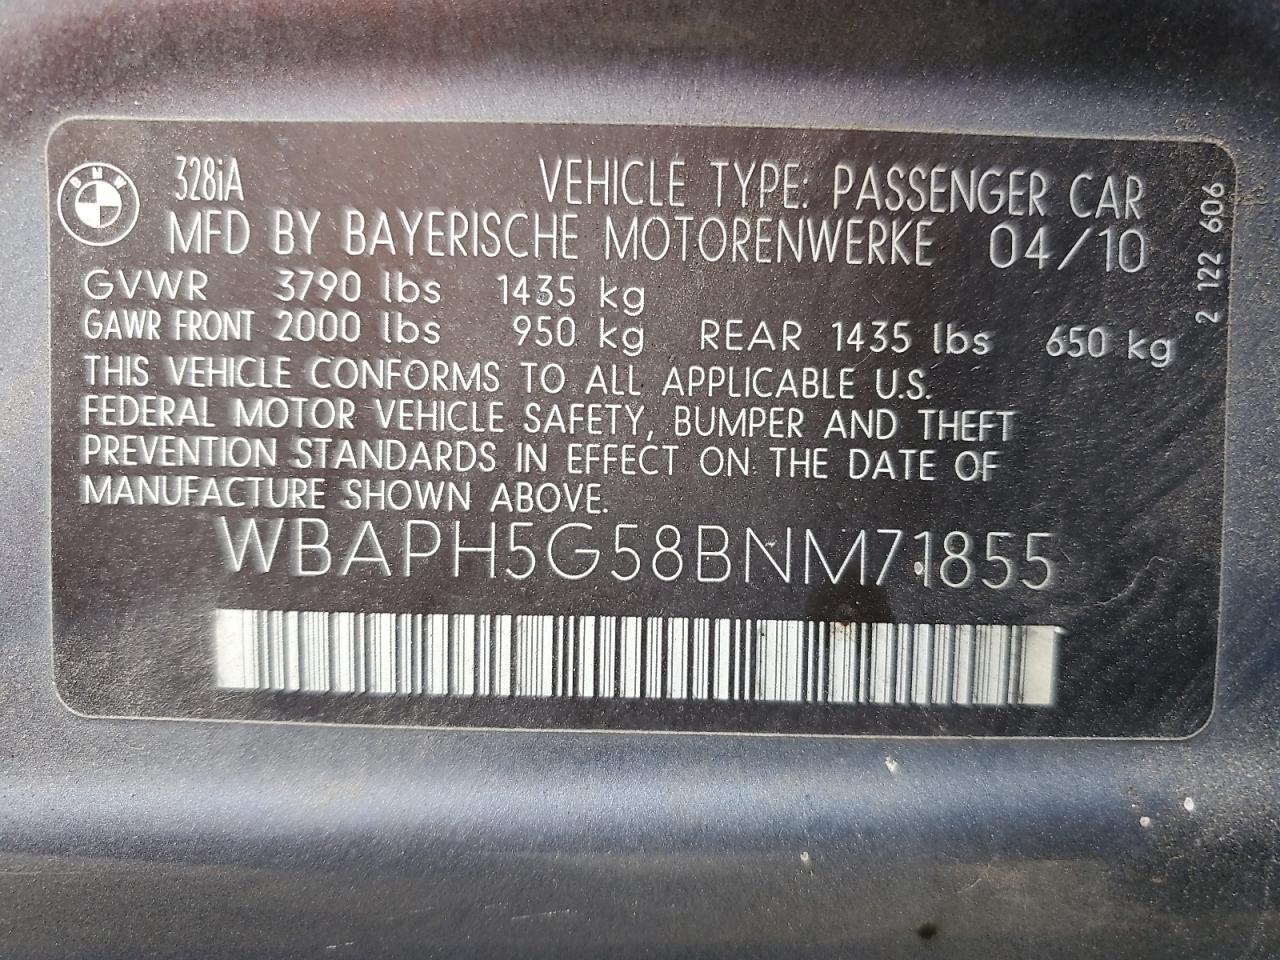 BMW
328iA VEHICLE TYPE: PASSENGER CAR
MFD BY BAYERISCHE MOTORENWERKE 04/10
GVWR 3790 lbs 1435 kg
GAWR FRONT 2000 lbs 950 kg REAR 1435 lbs 650 kg
THIS VEHICLE CONFORMS TO ALL APPLICABLE U.S.
FEDERAL MOTOR VEHICLE SAFETY, BUMPER AND THEFT
PREVENTION STANDARDS IN EFFECT ON THE DATE OF
MANUFACTURE SHOWN ABOVE.
WBAPH5G58BNM71855
2 122 606